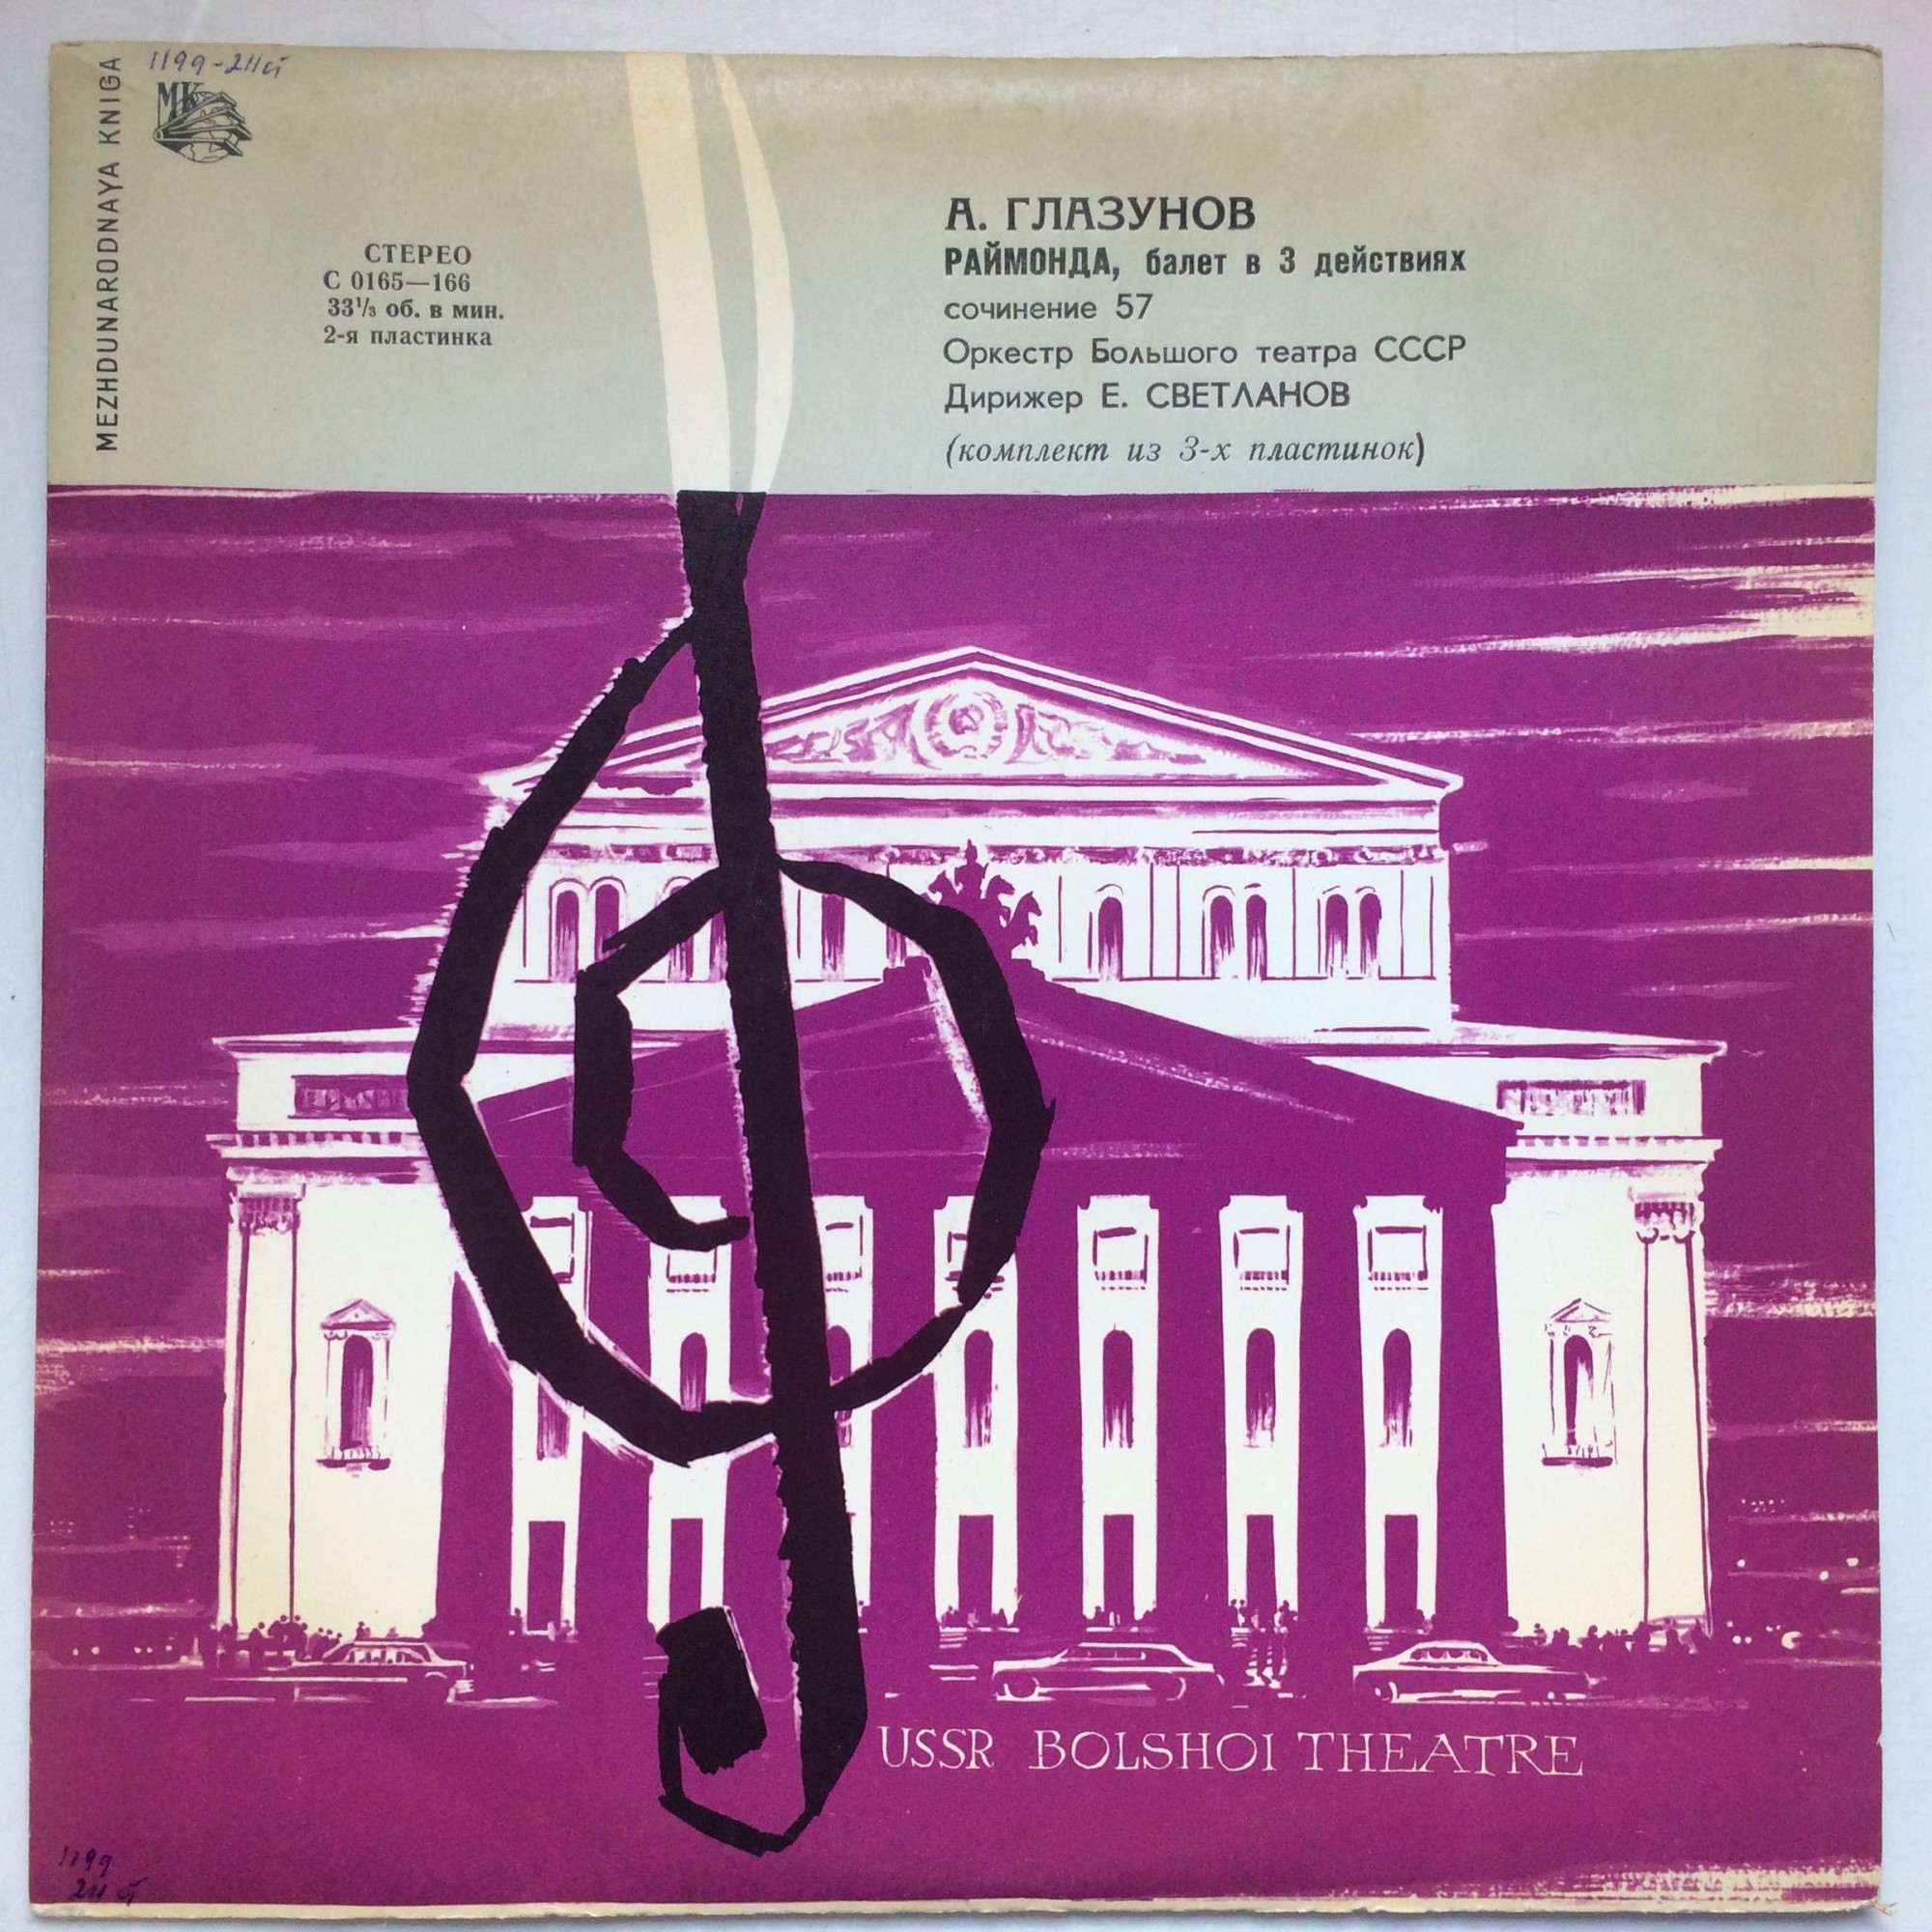 MEZHDUNARODNAYA KNIGA
1199-211
МК
СТЕРЕО
С 0165—166
33⅓ об. в мин.
2-я пластинка
А. ГЛАЗУНОВ
РАЙМОНДА, балет в 3 действиях
сочинение 57
Оркестр Большого театра СССР
Дирижер Е. СВЕТЛАНОВ
(комплект из 3-х пластинок)
USSR BOLSHOI THEATRE
1199